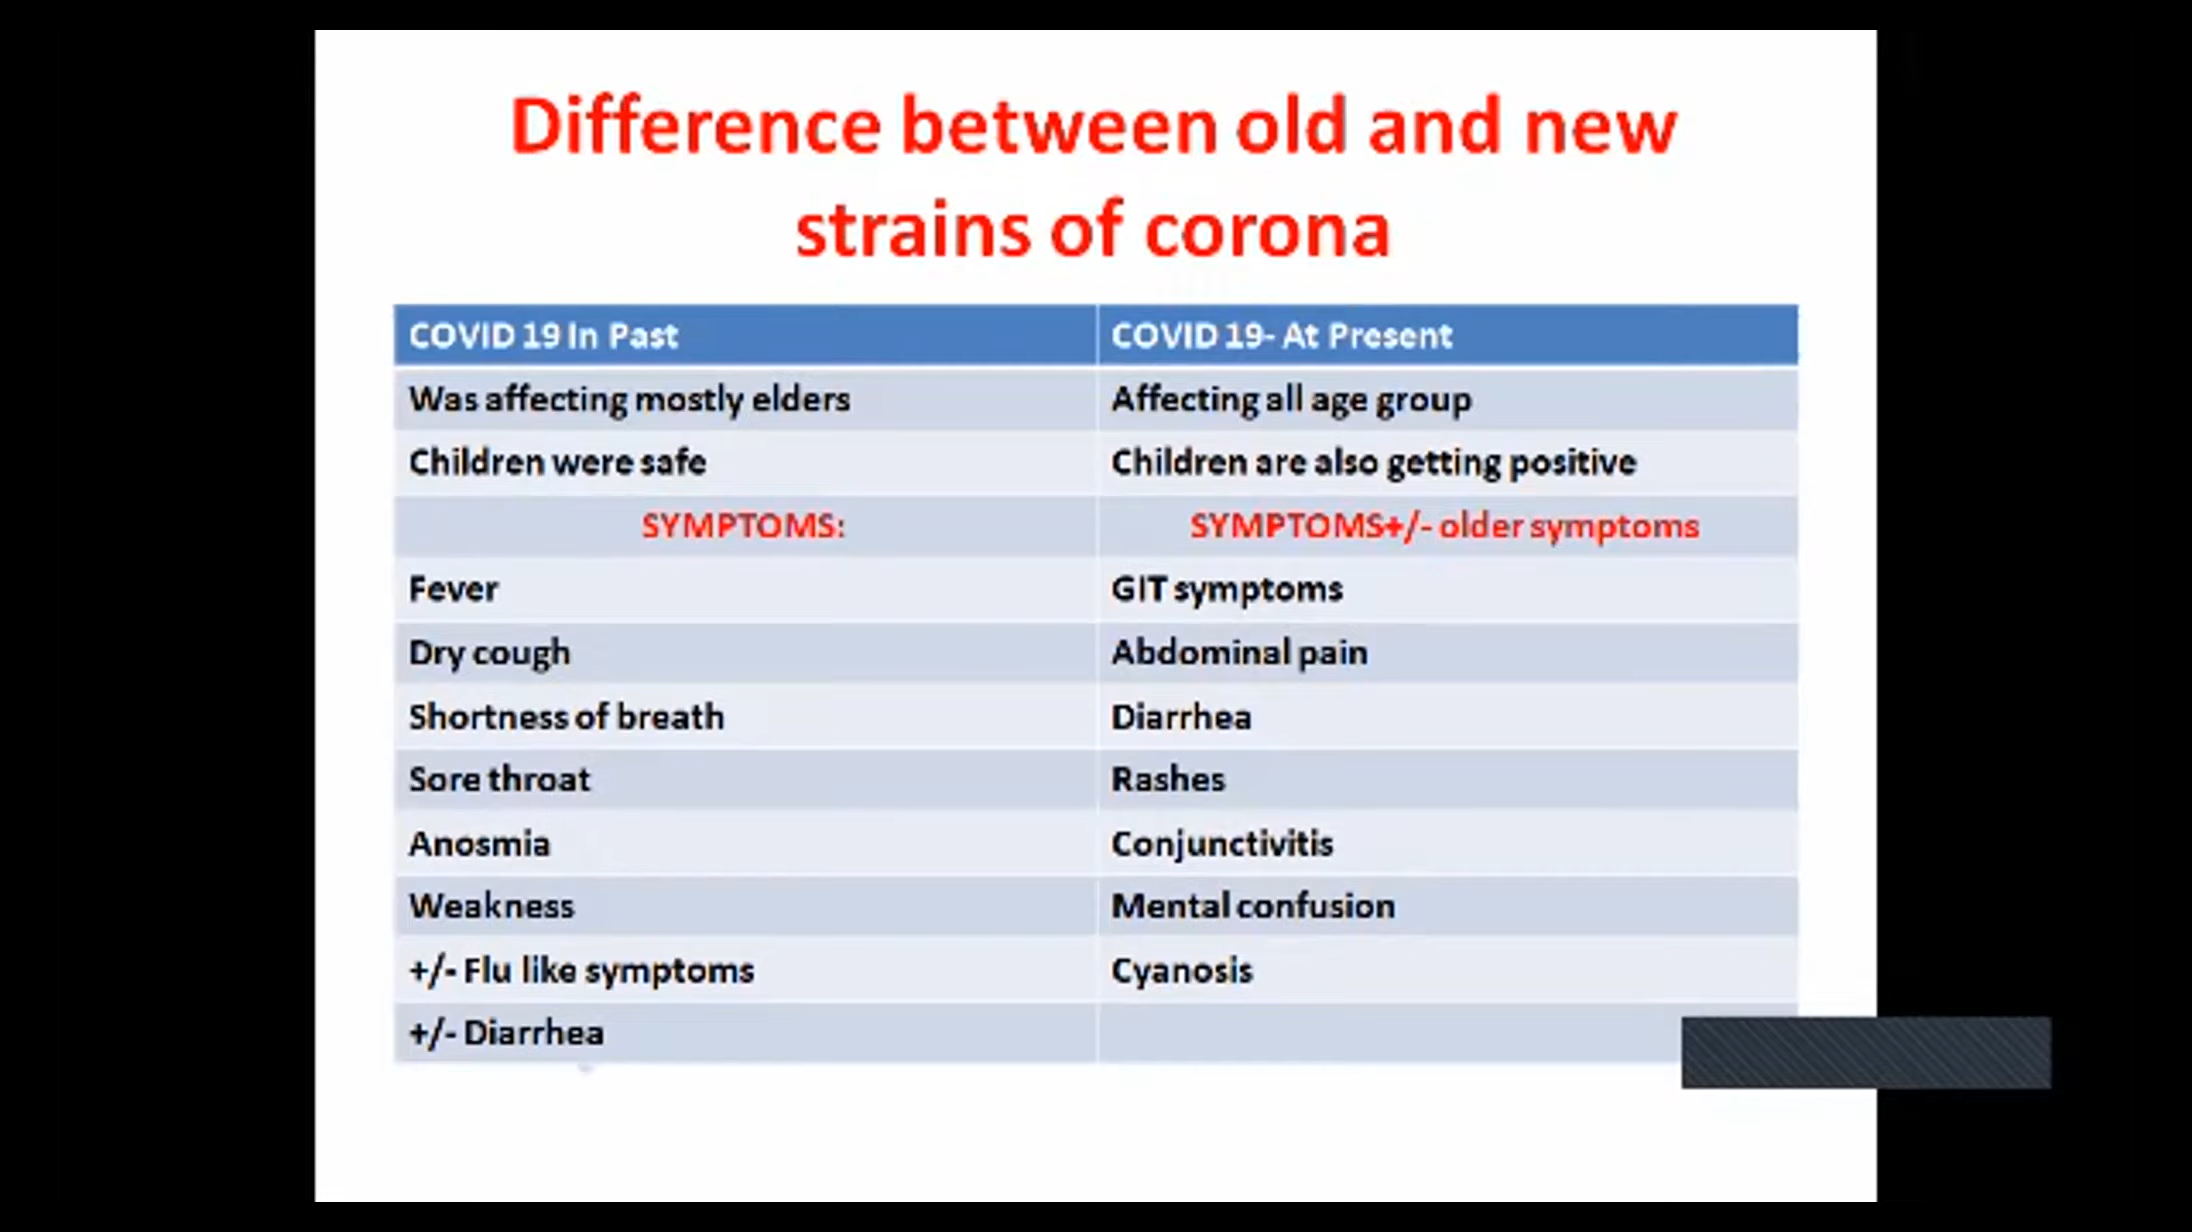 Difference between old and new
strains of corona
COVID 19 In Past
COVID 19- At Present
Was affecting mostly elders
Affecting all age group
Children were safe
Children are also getting positive
SYMPTOMS:
SYMPTOMS+/- older symptoms
Fever
GIT symptoms
Dry cough
Abdominal pain
Shortness of breath
Diarrhea
Sore throat
Rashes
Anosmia
Conjunctivitis
Weakness
Mental confusion
+/- Flu like symptoms
Cyanosis
+/- Diarrhea